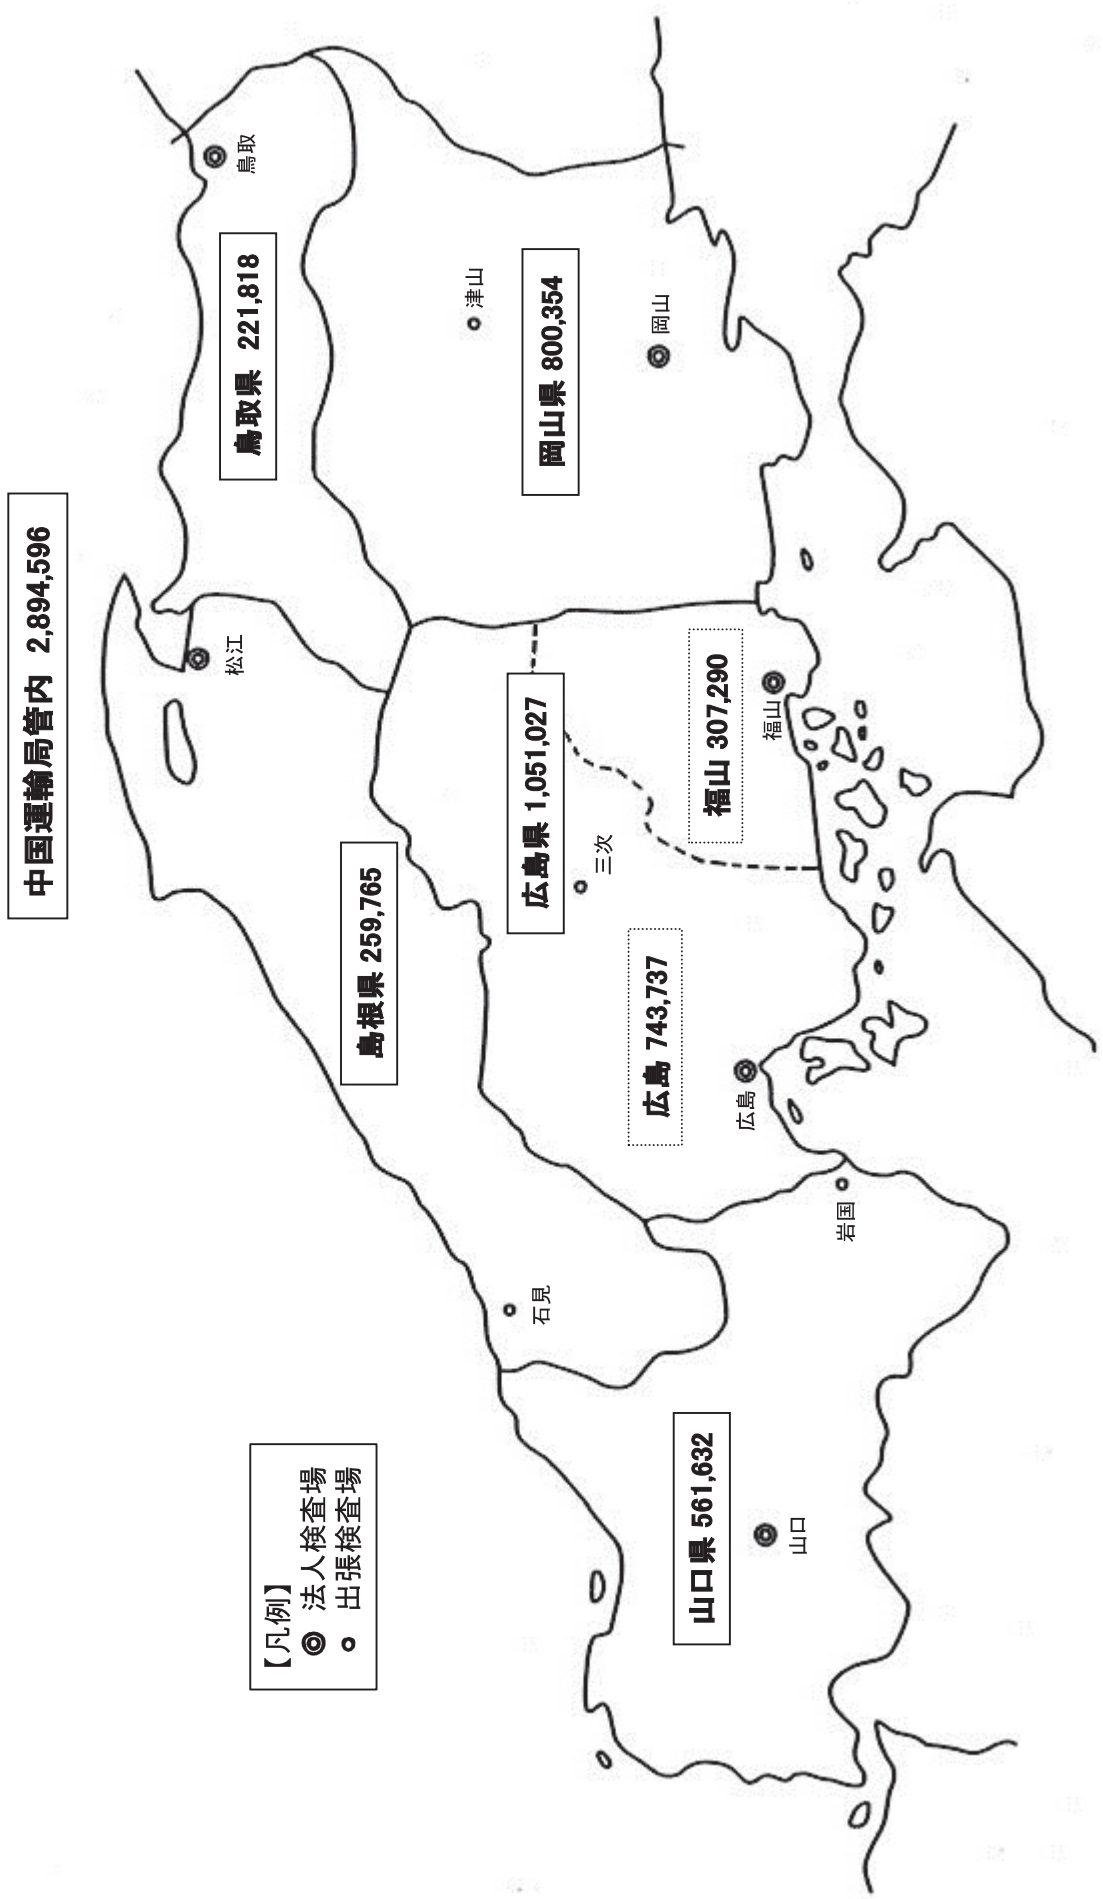 中国運輸局管内 2,894,596
鳥取
鳥取県 221,818
松江
津山
岡山県 800,354
岡山
島根県 259,765
広島県 1,051,027
三次
福山 307,290
福山
広島 743,737
広島
岩国
石見
山口県 561,632
山口
【凡例】
◎ 法人検査場
○ 出張検査場